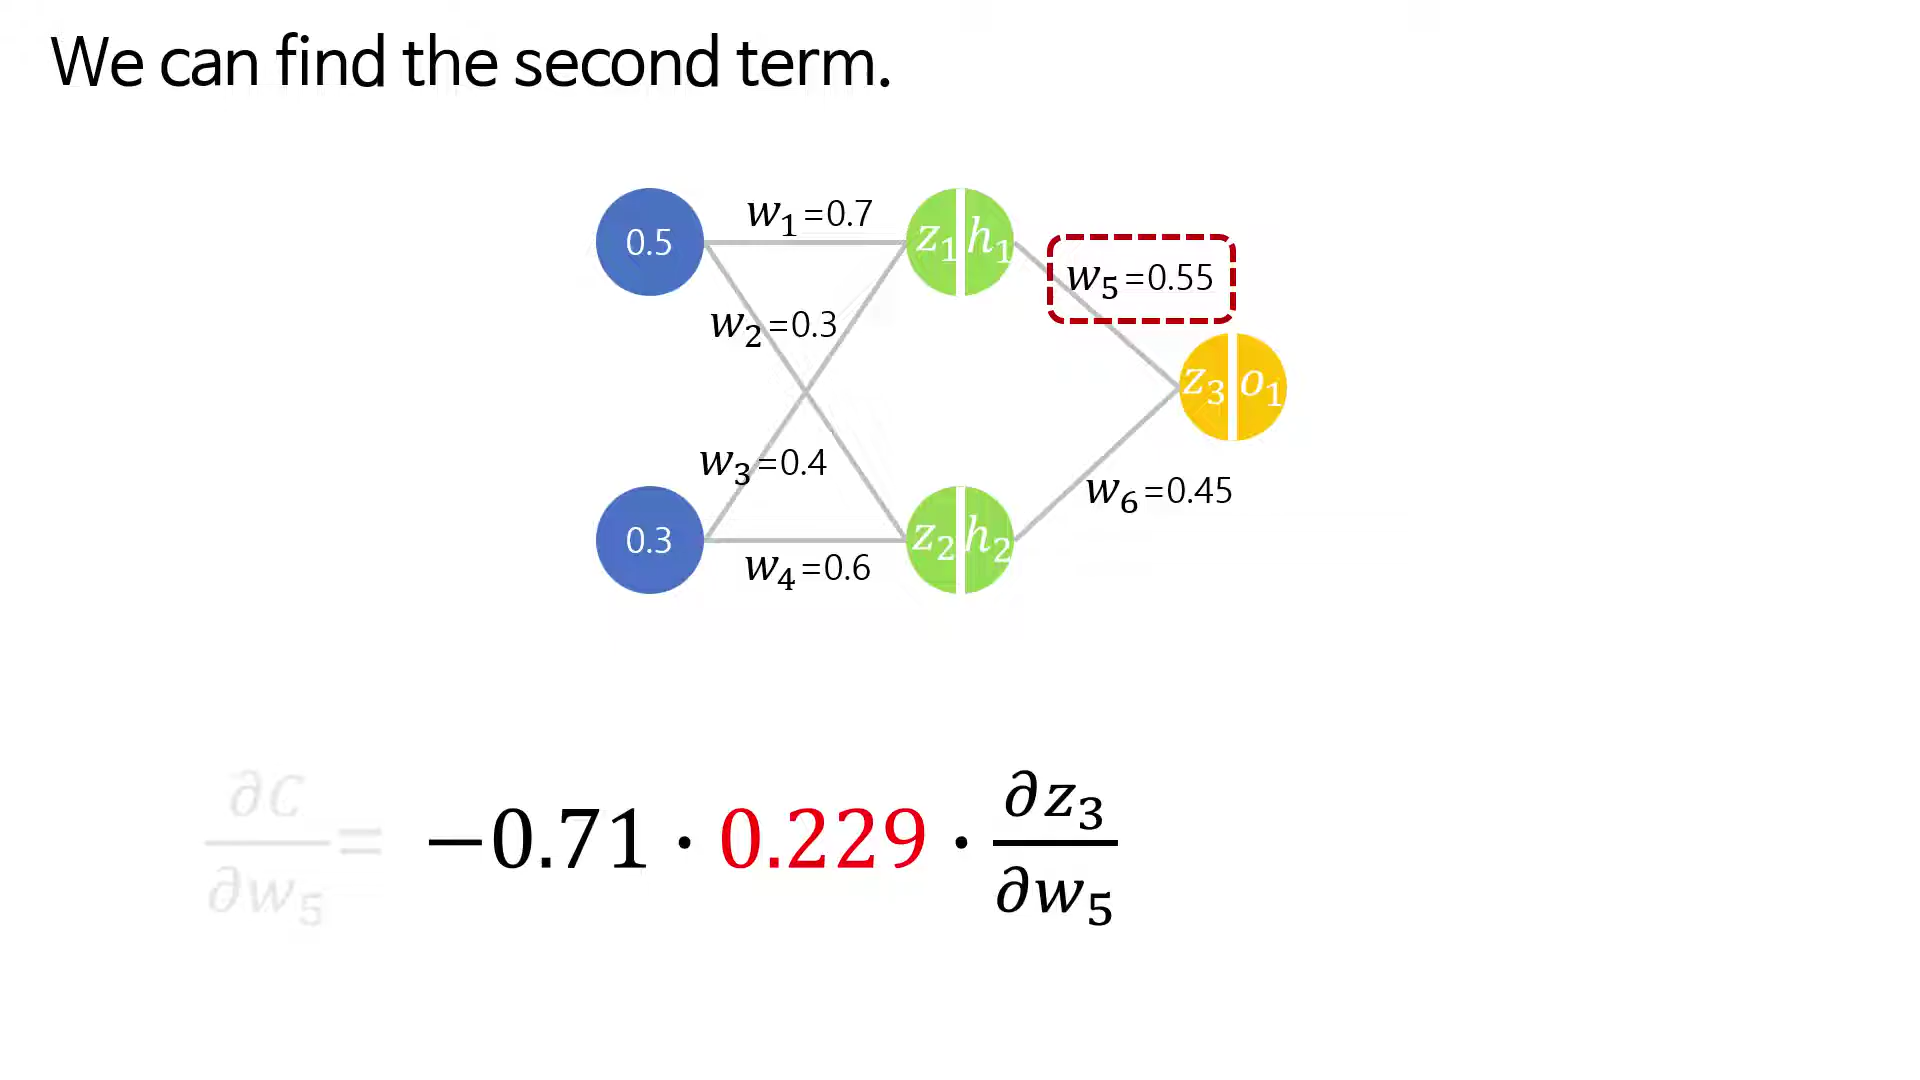 We can find the second term.
0.5
w₁=0.7
z₁ h₁
w₅=0.55
w₂=0.3
z₃ o₁
w₃=0.4
w₆=0.45
0.3
w₄=0.6
z₂ h₂
∂C/∂w₅ = −0.71 · 0.229 · ∂z₃/∂w₅